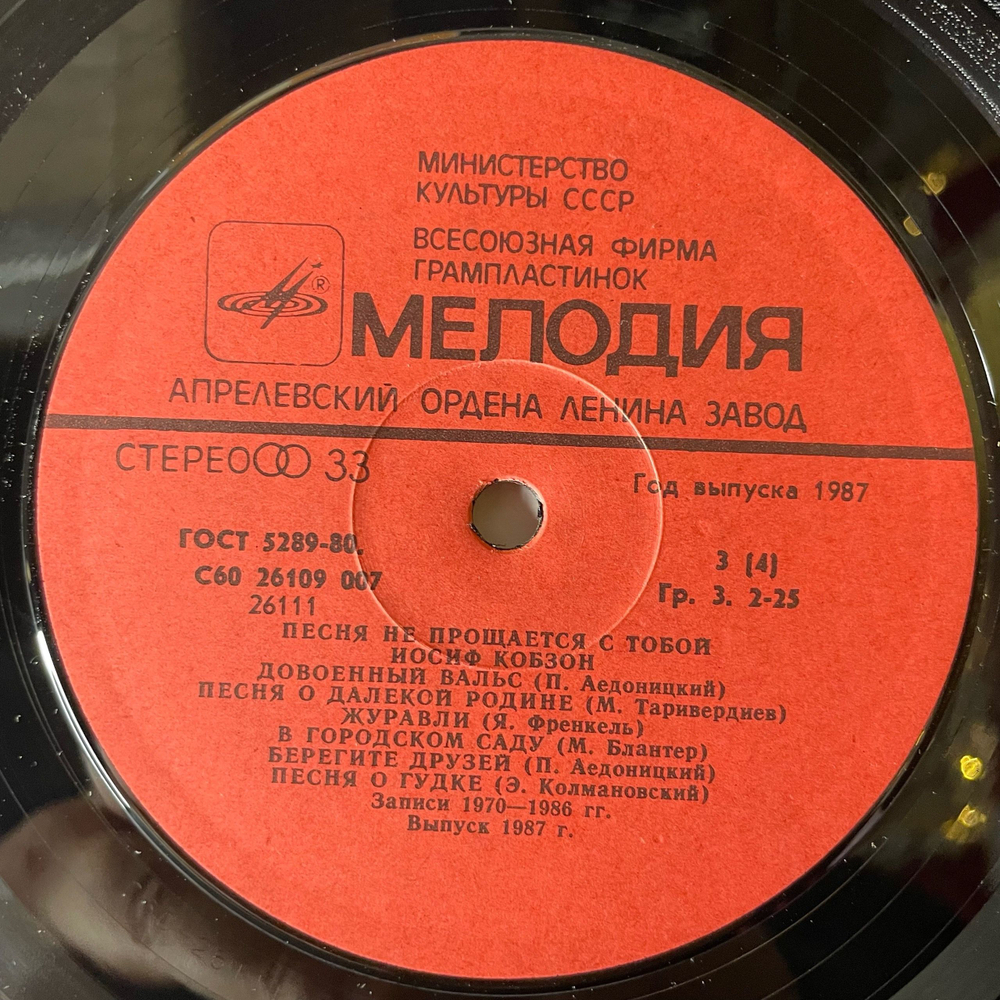 МИНИСТЕРСТВО
КУЛЬТУРЫ СССР
ВСЕСОЮЗНАЯ ФИРМА
ГРАМПЛАСТИНОК
®
МЕЛОДИЯ
АПРЕЛЕВСКИЙ ОРДЕНА ЛЕНИНА ЗАВОД
СТЕРЕО 33
Год выпуска 1987
ГОСТ 5289-80.
С60 26109 007
26111
3 (4)
Гр. 3. 2-25
ПЕСНЯ НЕ ПРОЩАЕТСЯ С ТОБОЙ
ИОСИФ КОБЗОН
ДОВОЕННЫЙ ВАЛЬС (П. Аедоницкий)
ПЕСНЯ О ДАЛЕКОЙ РОДИНЕ (М. Таривердиев)
ЖУРАВЛИ (Я. Френкель)
В ГОРОДСКОМ САДУ (М. Блантер)
БЕРЕГИТЕ ДРУЗЕЙ (П. Аедоницкий)
ПЕСНЯ О ГУДКЕ (Э. Колмановский)
Записи 1970—1986 гг.
Выпуск 1987 г.